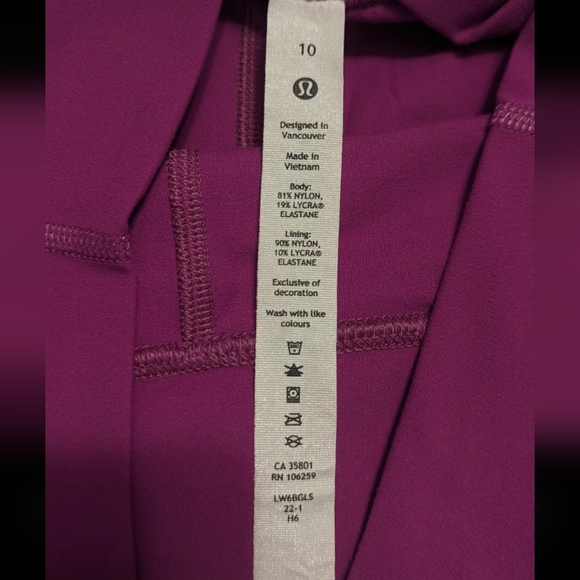 10
Designed in
Vancouver
Made in
Vietnam
Body:
81% NYLON,
19% LYCRA®
ELASTANE
Lining:
90% NYLON,
10% LYCRA®
ELASTANE
Exclusive of
decoration
Wash with like
colours
CA 35801
RN 106259
LW6BGLS
22-1
H6